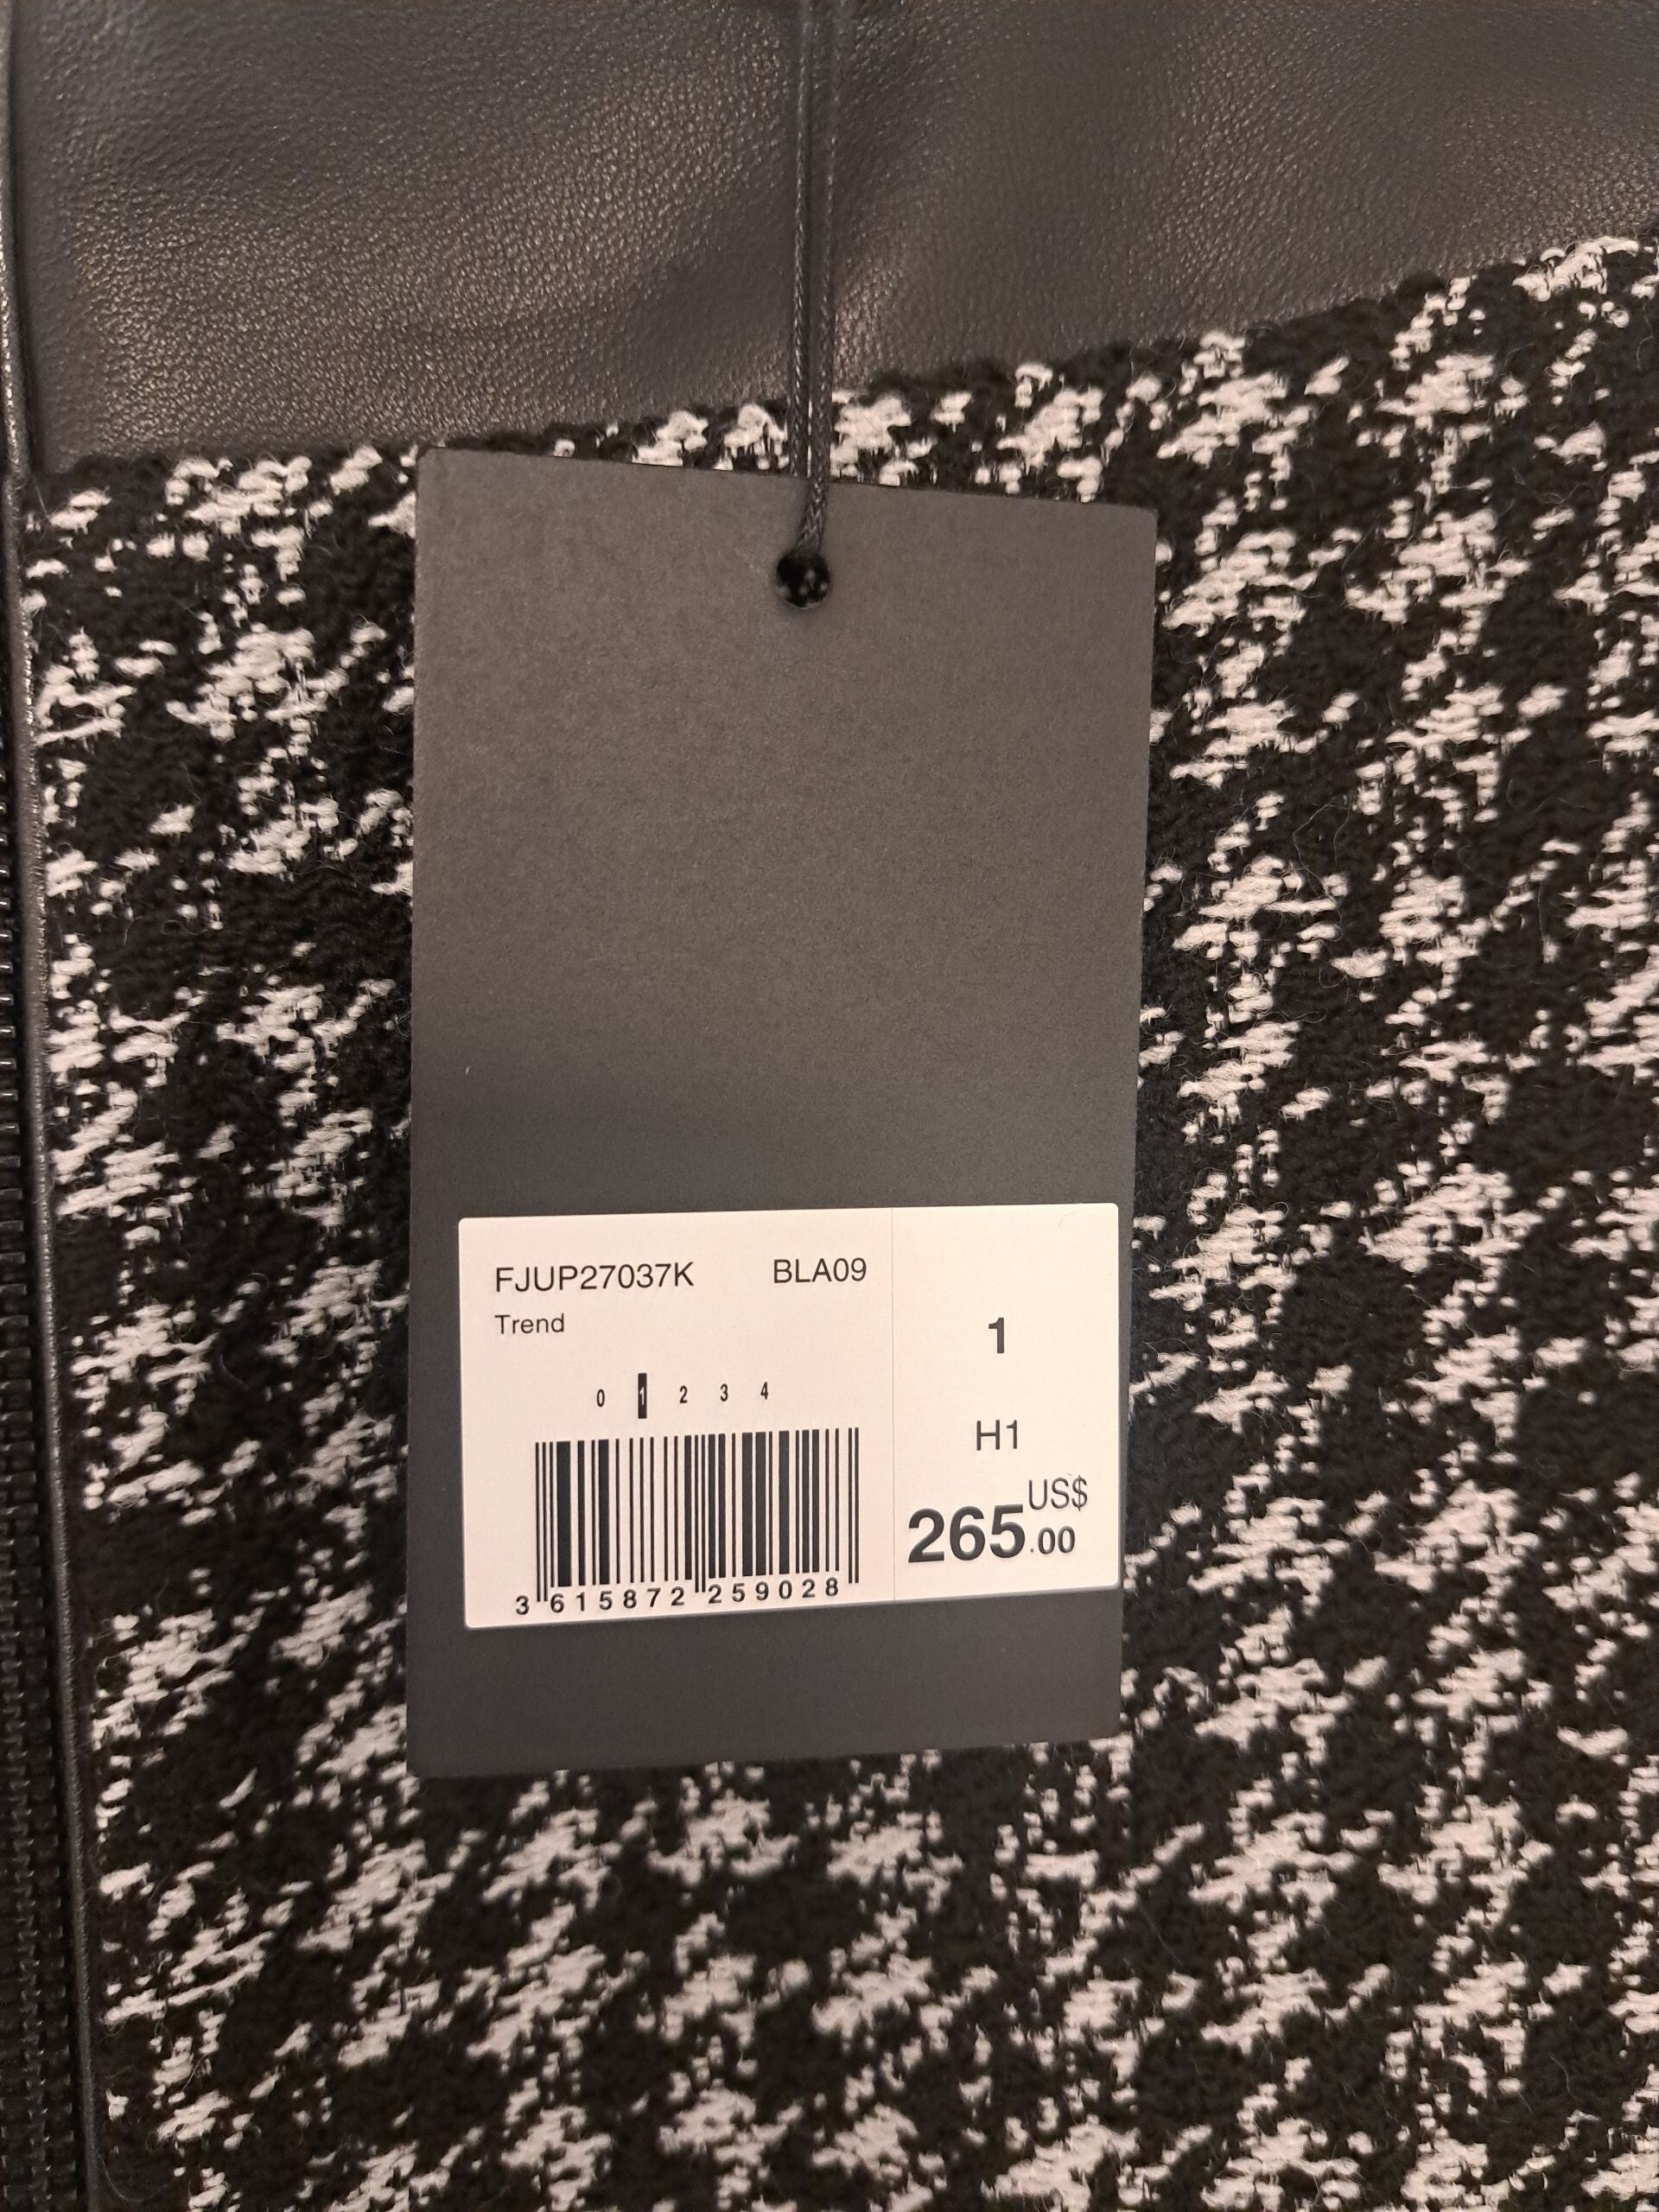 FJUP27037K BLA09
Trend
0 1 2 3 4
3 615872 259028
1
H1
US$
265.00